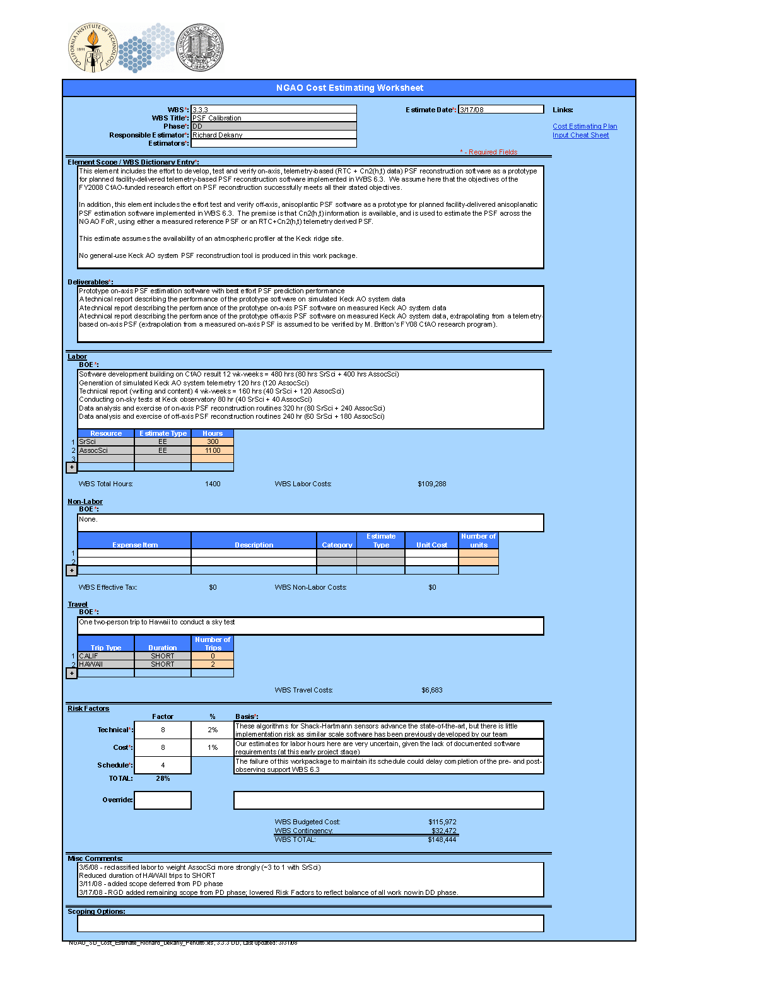 CALIFORNIA INSTITUTE OF TECHNOLOGY
1891
THE UNIVERSITY OF CALIFORNIA
1868
NGAO Cost Estimating Worksheet
WBS*: 3.3.3 Estimate Date*: 3/17/08 Links:
WBS Title*: PSF Calibration
Phase*: DD Cost Estimating Plan
Responsible Estimator*: Richard Dekany Input Cheat Sheet
Estimators*:
* - Required Fields
Element Scope / WBS Dictionary Entry*:
This element includes the effort to develop, test and verify on-axis, telemetry-based (RTC + Cn2(h,t) data) PSF reconstruction software as a prototype
for planned facility-delivered telemetry-based PSF reconstruction software implemented in WBS 6.3. We assume here that the objectives of the
FY2008 CfAO-funded research effort on PSF reconstruction successfully meets all their stated objectives.
In addition, this element includes the effort test and verify off-axis, anisoplantic PSF software as a prototype for planned facility-delivered anisoplanatic
PSF estimation software implemented in WBS 6.3. The premise is that Cn2(h,t) information is available, and is used to estimate the PSF across the
NGAO FoR, using either a measured reference PSF or an RTC+Cn2(h,t) telemetry derived PSF.
This estimate assumes the availability of an atmospheric profiler at the Keck ridge site.
No general-use Keck AO system PSF reconstruction tool is produced in this work package.
Deliverables*:
Prototype on-axis PSF estimation software with best effort PSF prediction performance
A technical report describing the performance of the prototype software on simulated Keck AO system data
A technical report describing the performance of the prototype on-axis PSF software on measured Keck AO system data
A technical report describing the performance of the prototype off-axis PSF software on measured Keck AO system data, extrapolating from a telemetry-
based on-axis PSF (extrapolation from a measured on-axis PSF is assumed to be verified by M. Britton's FY08 CfAO research program).
Labor
BOE*:
Software development building on CfAO result 12 wk-weeks = 480 hrs (80 hrs SrSci + 400 hrs AssocSci)
Generation of simulated Keck AO system telemetry 120 hrs (120 AssocSci)
Technical report (writing and content) 4 wk-weeks = 160 hrs (40 SrSci + 120 AssocSci)
Conducting on-sky tests at Keck observatory 80 hr (40 SrSci + 40 AssocSci)
Data analysis and exercise of on-axis PSF reconstruction routines 320 hr (80 SrSci + 240 AssocSci)
Data analysis and exercise of off-axis PSF reconstruction routines 240 hr (60 SrSci + 180 AssocSci)
Resource Estimate Type Hours
1 SrSci EE 300
2 AssocSci EE 1100
3
+
WBS Total Hours: 1400 WBS Labor Costs: $109,288
Non-Labor
BOE*:
None.
Expense Item Description Category Estimate Type Unit Cost Number of units
1
2
+
WBS Effective Tax: $0 WBS Non-Labor Costs: $0
Travel
BOE*:
One two-person trip to Hawaii to conduct a sky test
Trip Type Duration Number of Trips
1 CALIF SHORT 0
2 HAWAII SHORT 2
+
WBS Travel Costs: $6,683
Risk Factors
Factor % Basis*:
Technical*: 8 2% These algorithms for Shack-Hartmann sensors advance the state-of-the-art, but there is little
implementation risk as similar scale software has been previously developed by our team
Cost*: 8 1% Our estimates for labor hours here are very uncertain, given the lack of documented software
requirements (at this early project stage)
Schedule*: 4 The failure of this workpackage to maintain its schedule could delay completion of the pre- and post-
observing support WBS 6.3
TOTAL: 28%
Override:
WBS Budgeted Cost: $115,972
WBS Contingency: $32,472
WBS TOTAL: $148,444
Misc Comments:
3/5/08 - reclassified labor to weight AssocSci more strongly (~3 to 1 with SrSci)
Reduced duration of HAWAII trips to SHORT
3/11/08 - added scope deferred from PD phase
3/17/08 - RGD added remaining scope from PD phase; lowered Risk Factors to reflect balance of all work now in DD phase.
Scoping Options:
NGAO_SD_Cost_Estimate_Richard_Dekany_Penulto.xls, 3.3.3 DD, Last updated: 3/31/08